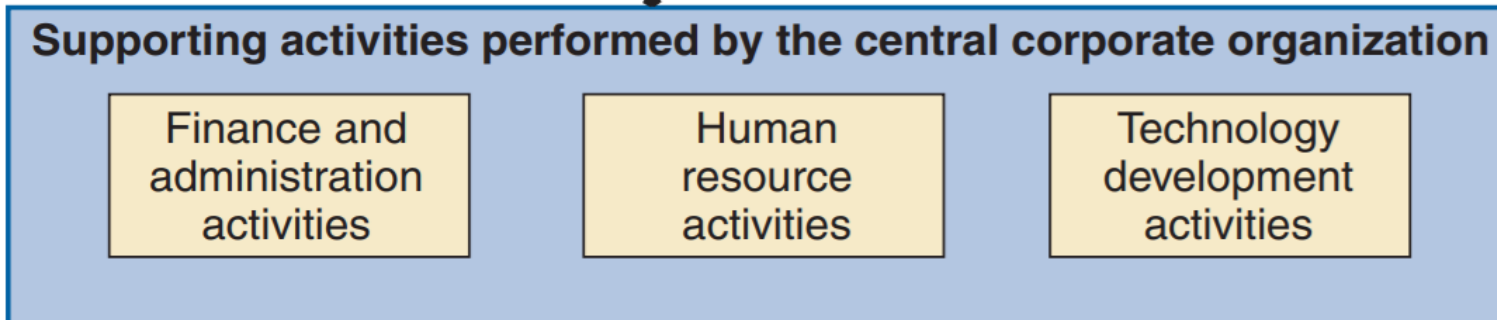 Supporting activities performed by the central corporate organization
Finance and
administration
activities
Human
resource
activities
Technology
development
activities